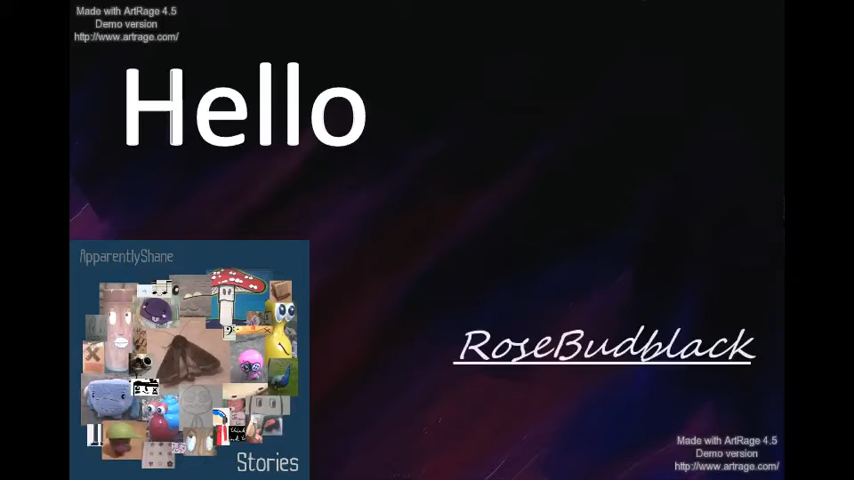 Made with ArtRage 4.5
Demo version
http://www.artrage.com/
Hello
ApparentlyShane
Stories
RoseBudblack
Made with ArtRage 4.5
Demo version
http://www.artrage.com/